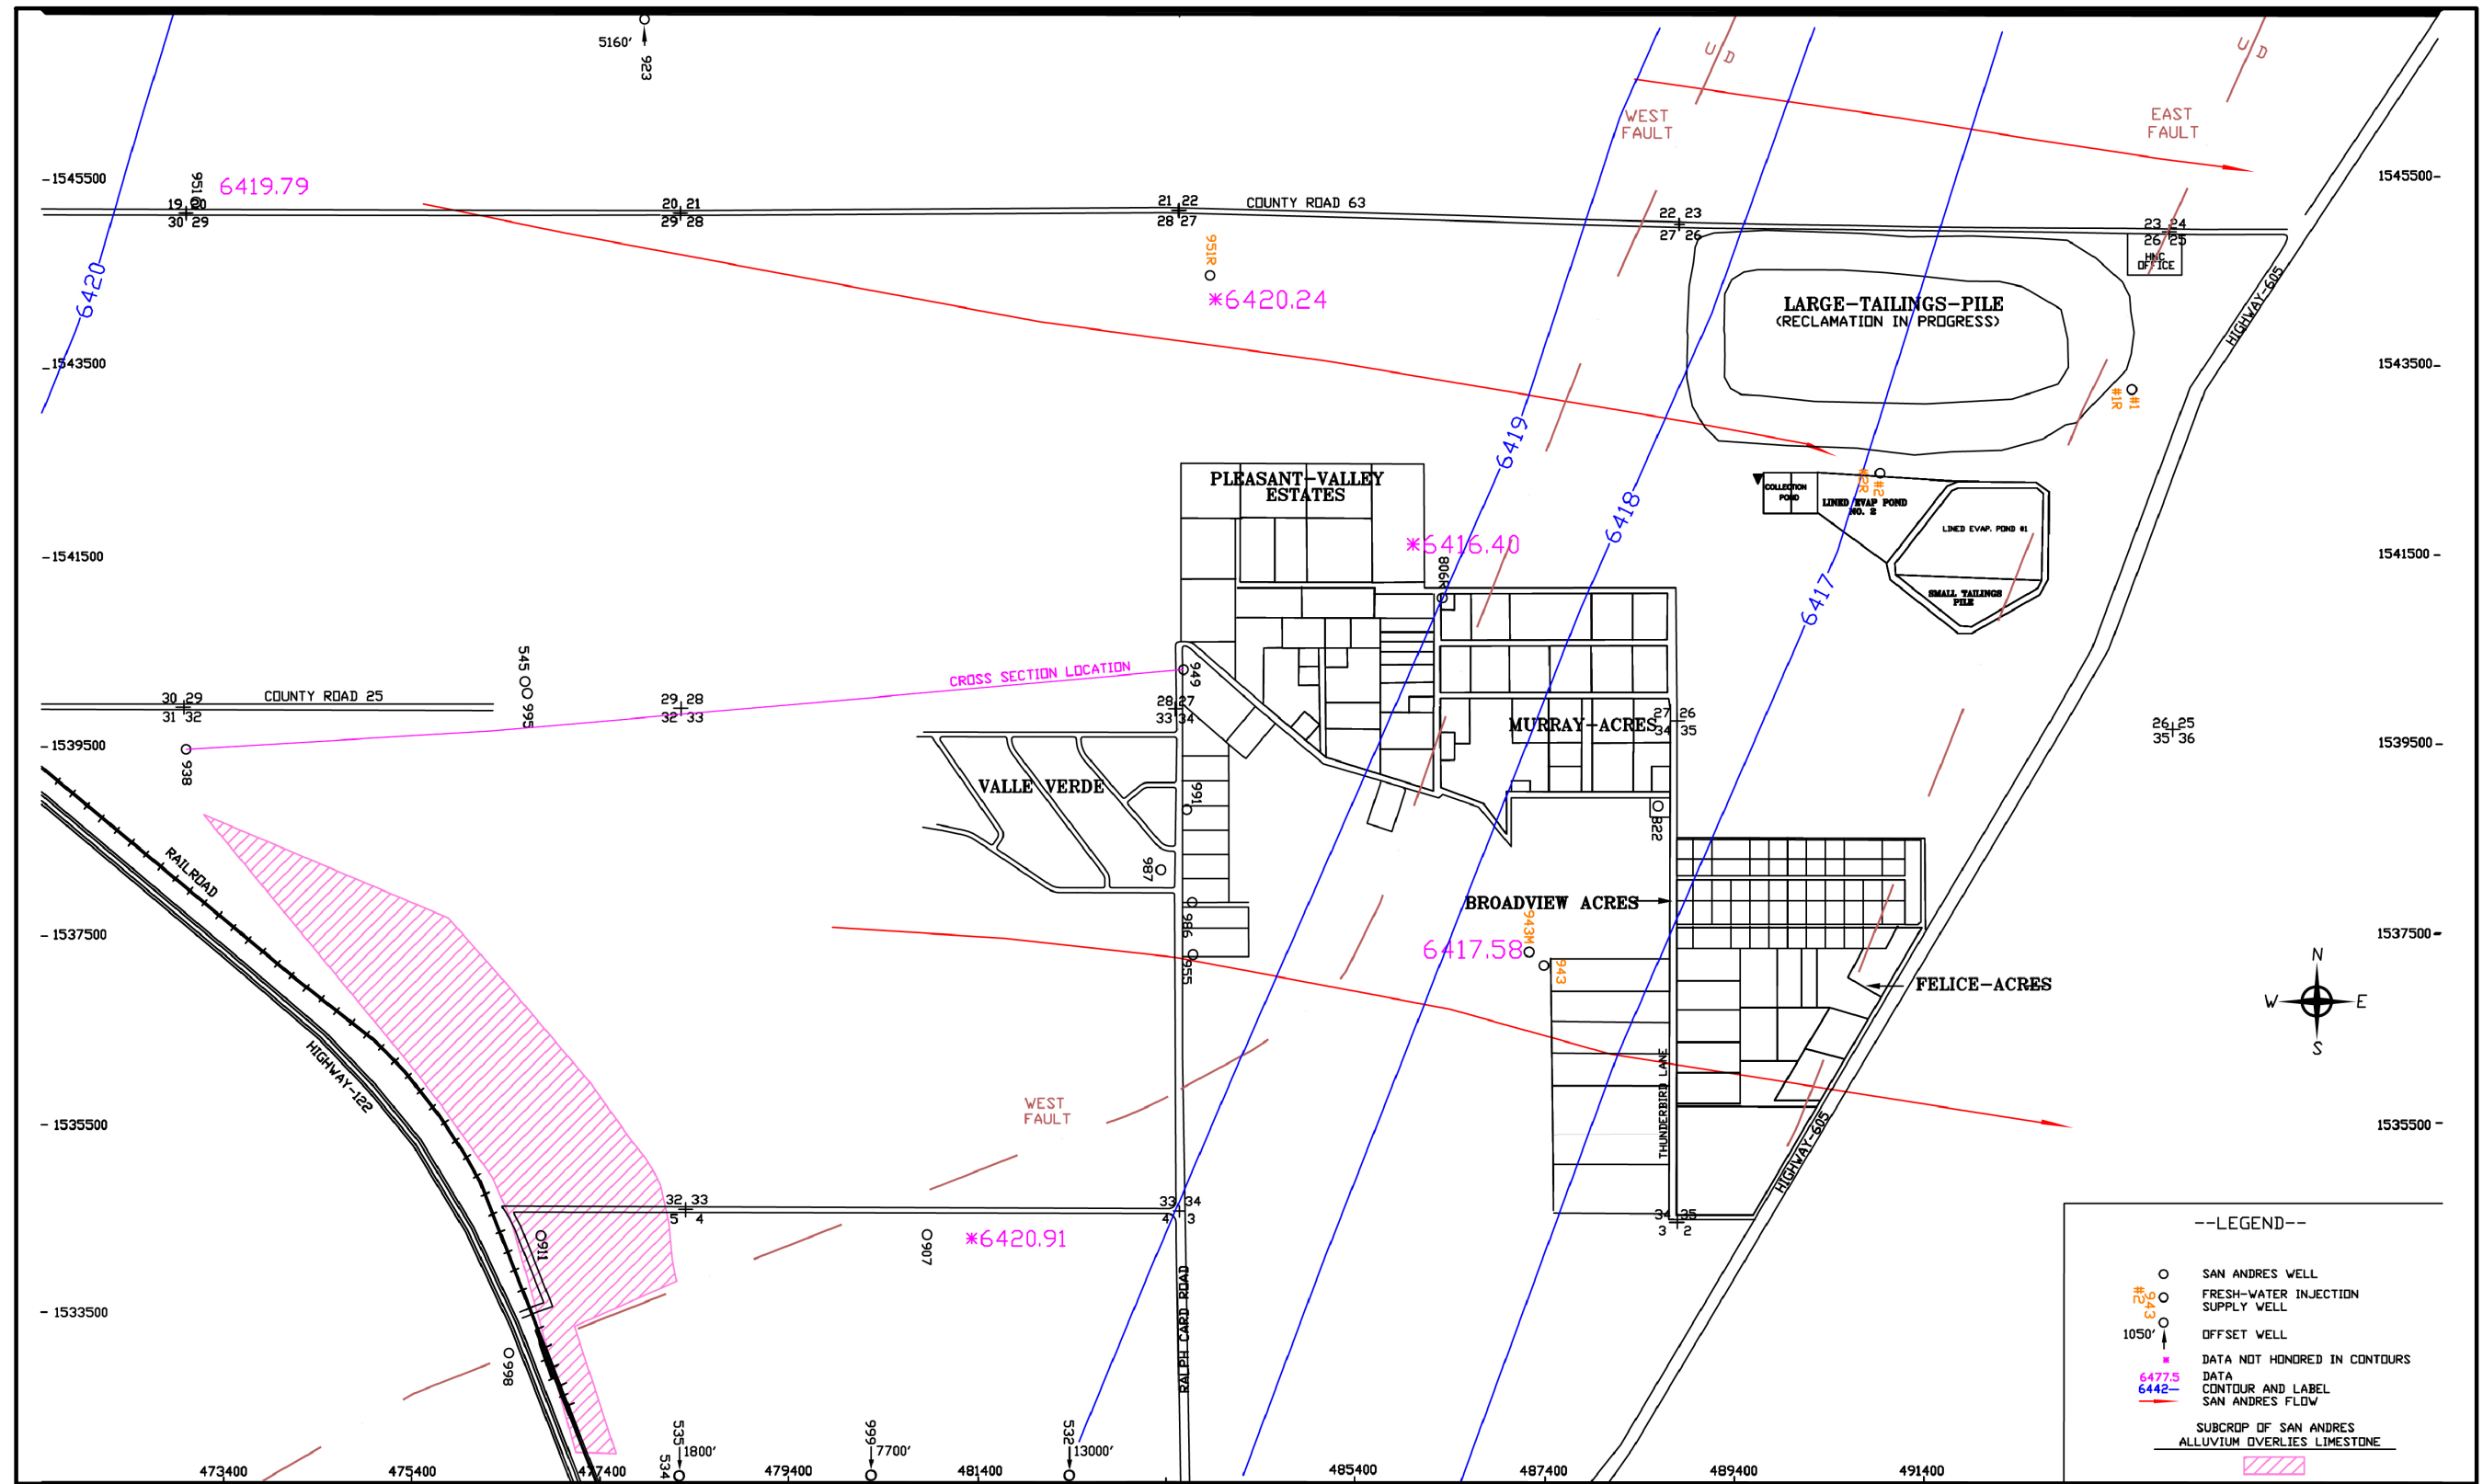 5160'
923
U D
U D
WEST
FAULT
EAST
FAULT
1545500
951
6419.79
19 20
30 29
20 21
29 28
21 22
28 27
COUNTY ROAD 63
22 23
27 26
23 24
26 25
1545500
HMC
OFFICE
951R
*6420.24
6420
LARGE-TAILINGS-PILE
(RECLAMATION IN PROGRESS)
HIGHWAY-605
1543500
1543500
#1R
#1
6419
PLEASANT-VALLEY
ESTATES
6418
#2R
#2
COLLECTION
POND
LINED EVAP POND
NO. 2
LINED EVAP. POND #1
1541500
*6416.40
806R
1541500
6417
SMALL TAILINGS
PILE
545
995
CROSS SECTION LOCATION
949
30 29
31 32
COUNTY ROAD 25
29 28
32 33
28 27
33 34
MURRAY-ACRES
27 26
34 35
26 25
35 36
1539500
1539500
938
VALLE VERDE
991
822
RAILROAD
987
986
BROADVIEW ACRES
1537500
1537500
943M
6417.58
943
955
FELICE-ACRES
N
W E
S
HIGHWAY-122
THUNDERBIRD LANE
WEST
FAULT
1535500
1535500
HIGHWAY-605
32 33
5 4
33 34
4 3
34 35
3 2
911
907
*6420.91
RALPH CARD ROAD
1533500
998
535
1800'
534
999
7700'
532
13000'
473400
475400
477400
479400
481400
485400
487400
489400
491400
--LEGEND--
SAN ANDRES WELL
#2
943
FRESH-WATER INJECTION
SUPPLY WELL
1050'
OFFSET WELL
* DATA NOT HONORED IN CONTOURS
6477.5 DATA
6442— CONTOUR AND LABEL
SAN ANDRES FLOW
SUBCROP OF SAN ANDRES
ALLUVIUM OVERLIES LIMESTONE